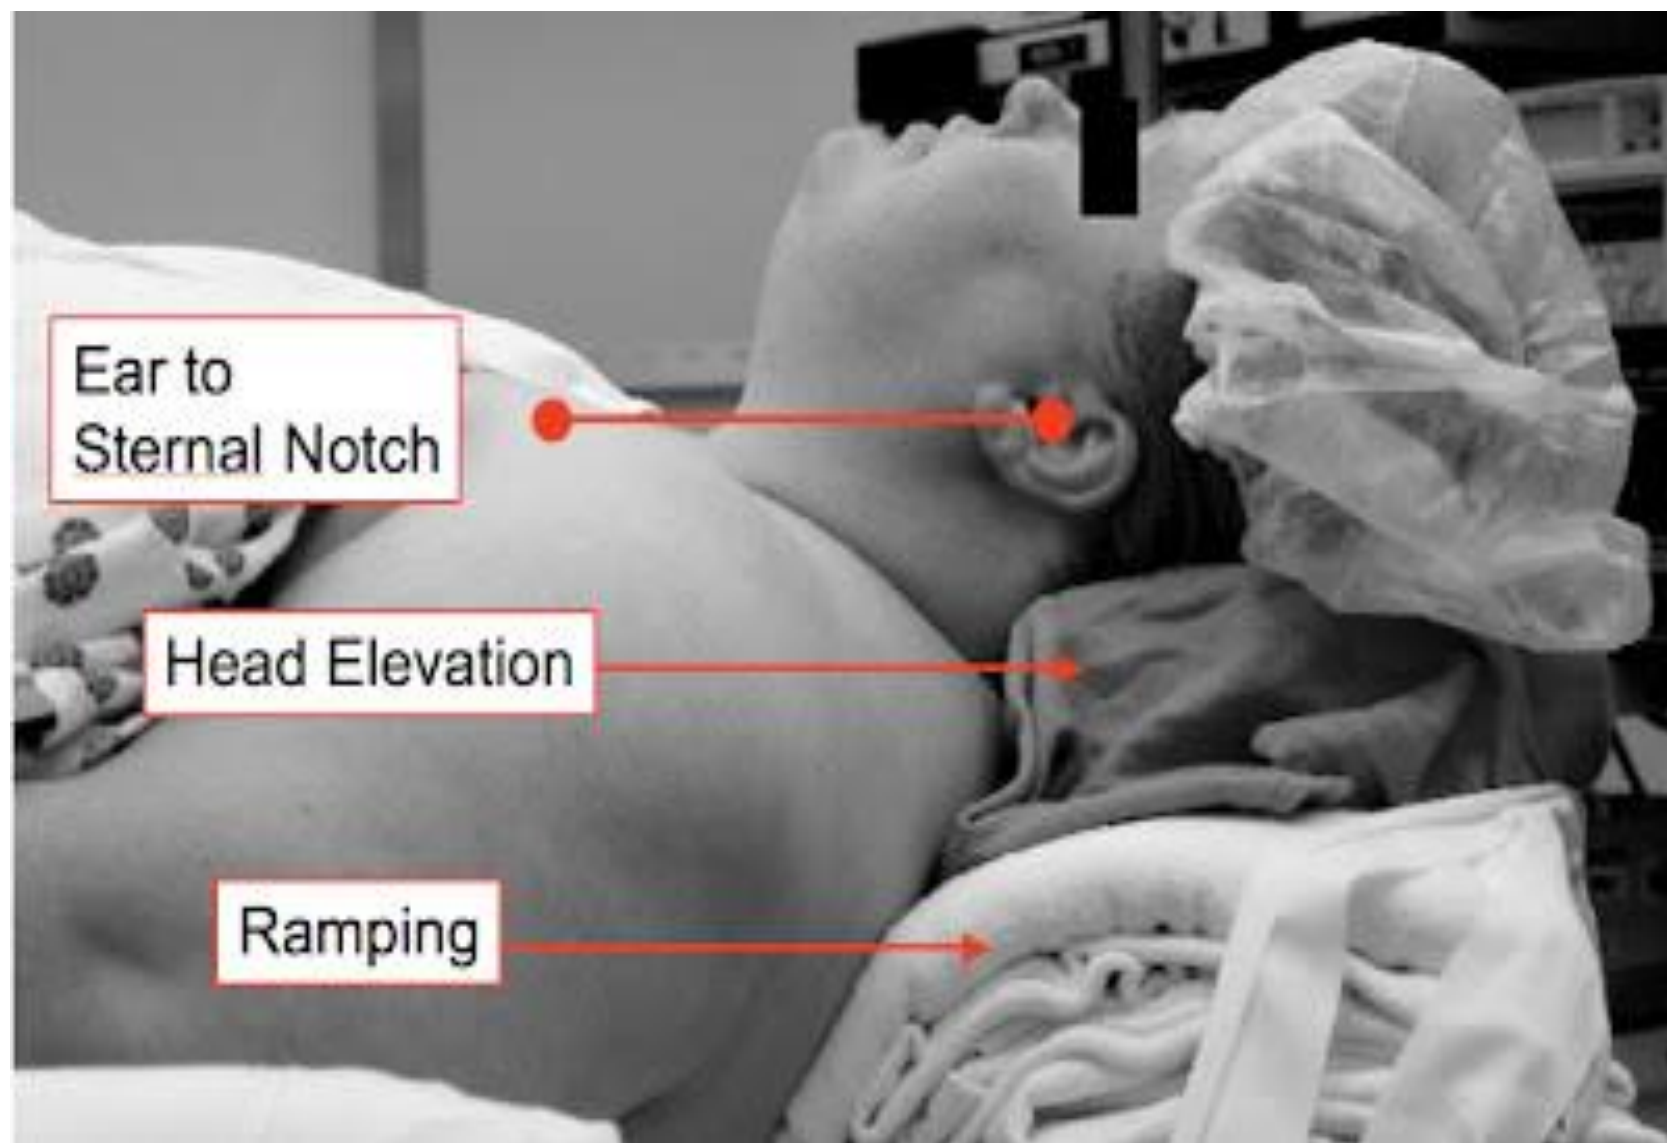 Ear to
Sternal Notch
Head Elevation
Ramping